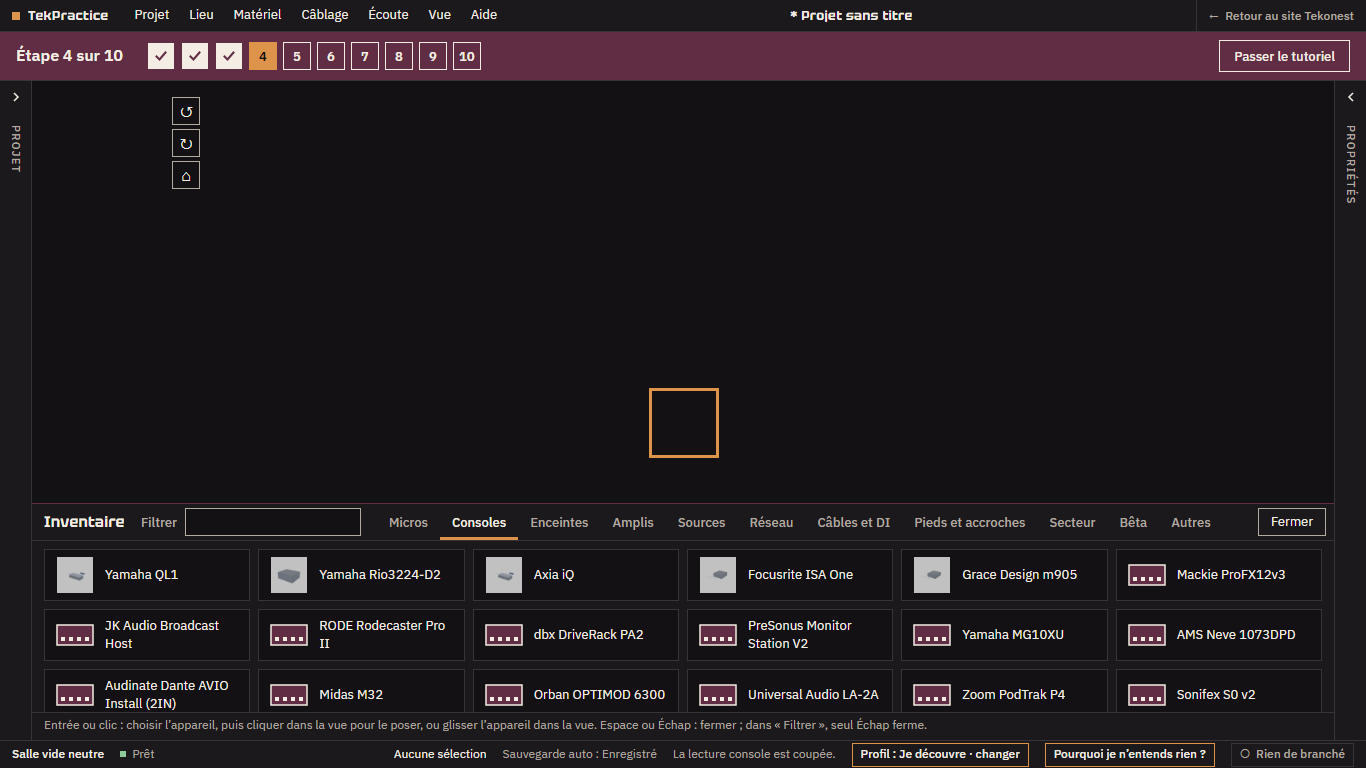 TekPractice
Projet Lieu Matériel Câblage Écoute Vue Aide
* Projet sans titre
← Retour au site Tekonest
Étape 4 sur 10
4 5 6 7 8 9 10
Passer le tutoriel
PROJET
PROPRIÉTÉS
Inventaire
Filtrer
Micros Consoles Enceintes Amplis Sources Réseau Câbles et DI Pieds et accroches Secteur Bêta Autres
Fermer
Yamaha QL1
Yamaha Rio3224-D2
Axia iQ
Focusrite ISA One
Grace Design m905
Mackie ProFX12v3
JK Audio Broadcast
Host
RODE Rodecaster Pro
II
dbx DriveRack PA2
PreSonus Monitor
Station V2
Yamaha MG10XU
AMS Neve 1073DPD
Audinate Dante AVIO
Install (2IN)
Midas M32
Orban OPTIMOD 6300
Universal Audio LA-2A
Zoom PodTrak P4
Sonifex S0 v2
Entrée ou clic : choisir l’appareil, puis cliquer dans la vue pour le poser, ou glisser l’appareil dans la vue. Espace ou Échap : fermer ; dans « Filtrer », seul Échap ferme.
Salle vide neutre
Prêt
Aucune sélection
Sauvegarde auto : Enregistré
La lecture console est coupée.
Profil : Je découvre · changer
Pourquoi je n’entends rien ?
Rien de branché